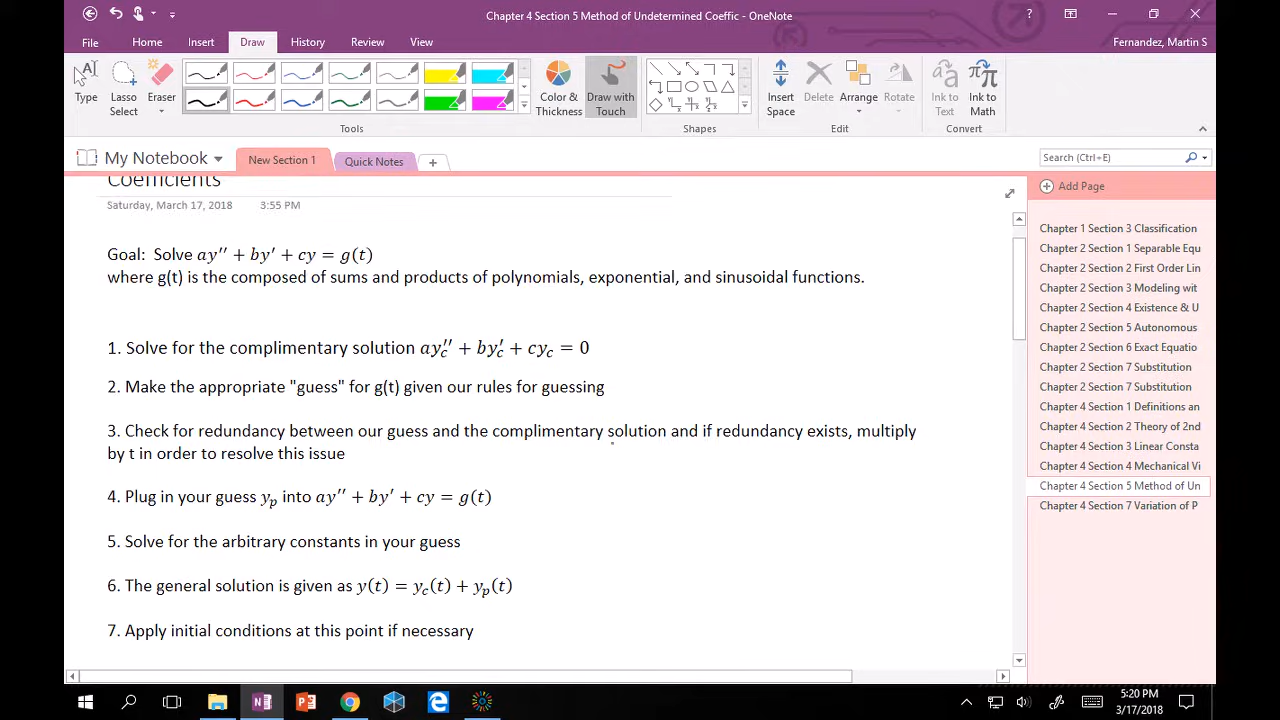 Chapter 4 Section 5 Method of Undetermined Coeffic - OneNote
?
Fernandez, Martin S
File Home Insert Draw History Review View
Type
Lasso Select
Eraser
Color & Thickness
Draw with Touch
Insert Space
Delete
Arrange
Rotate
Ink to Text
Ink to Math
Tools
Shapes
Edit
Convert
My Notebook
New Section 1
Quick Notes
Search (Ctrl+E)
Add Page
Coefficients
Saturday, March 17, 2018 3:55 PM
Goal: Solve ay′′ + by′ + cy = g(t)
where g(t) is the composed of sums and products of polynomials, exponential, and sinusoidal functions.
1. Solve for the complimentary solution ay_c′′ + by_c′ + cy_c = 0
2. Make the appropriate "guess" for g(t) given our rules for guessing
3. Check for redundancy between our guess and the complimentary solution and if redundancy exists, multiply
by t in order to resolve this issue
4. Plug in your guess y_p into ay′′ + by′ + cy = g(t)
5. Solve for the arbitrary constants in your guess
6. The general solution is given as y(t) = y_c(t) + y_p(t)
7. Apply initial conditions at this point if necessary
Chapter 1 Section 3 Classification
Chapter 2 Section 1 Separable Equ
Chapter 2 Section 2 First Order Lin
Chapter 2 Section 3 Modeling wit
Chapter 2 Section 4 Existence & U
Chapter 2 Section 5 Autonomous
Chapter 2 Section 6 Exact Equatio
Chapter 2 Section 7 Substitution
Chapter 2 Section 7 Substitution
Chapter 4 Section 1 Definitions an
Chapter 4 Section 2 Theory of 2nd
Chapter 4 Section 3 Linear Consta
Chapter 4 Section 4 Mechanical Vi
Chapter 4 Section 5 Method of Un
Chapter 4 Section 7 Variation of P
5:20 PM
3/17/2018